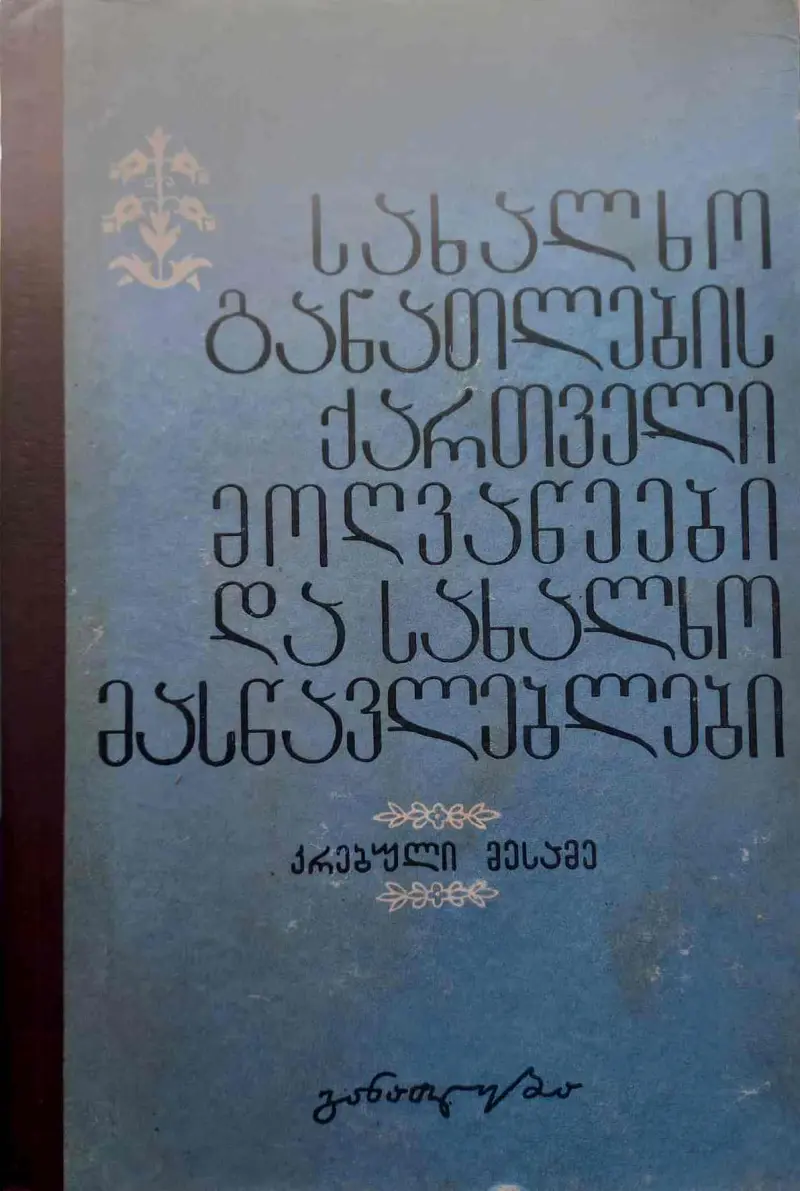 სახალხო
განათლების
ქართველი
მოღვაწეები
და სახალხო
მასწავლებლები
კრებული მესამე
განათლება